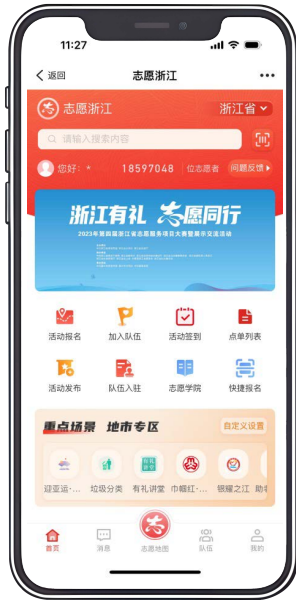 11:27
返回
志愿浙江
志愿浙江
浙江省
请输入搜索内容
您好：*
18597048
位志愿者
问题反馈
浙江有礼 志愿同行
2023年第四届浙江省志愿服务项目大赛暨展示交流活动
活动报名
加入队伍
活动签到
点单列表
活动发布
队伍入驻
志愿学院
快捷报名
重点场景
地市专区
自定义设置
迎亚运·...
垃圾分类
有礼讲堂
巾帼红·...
银耀之江
助
首页
消息
志
志愿地图
队伍
我的